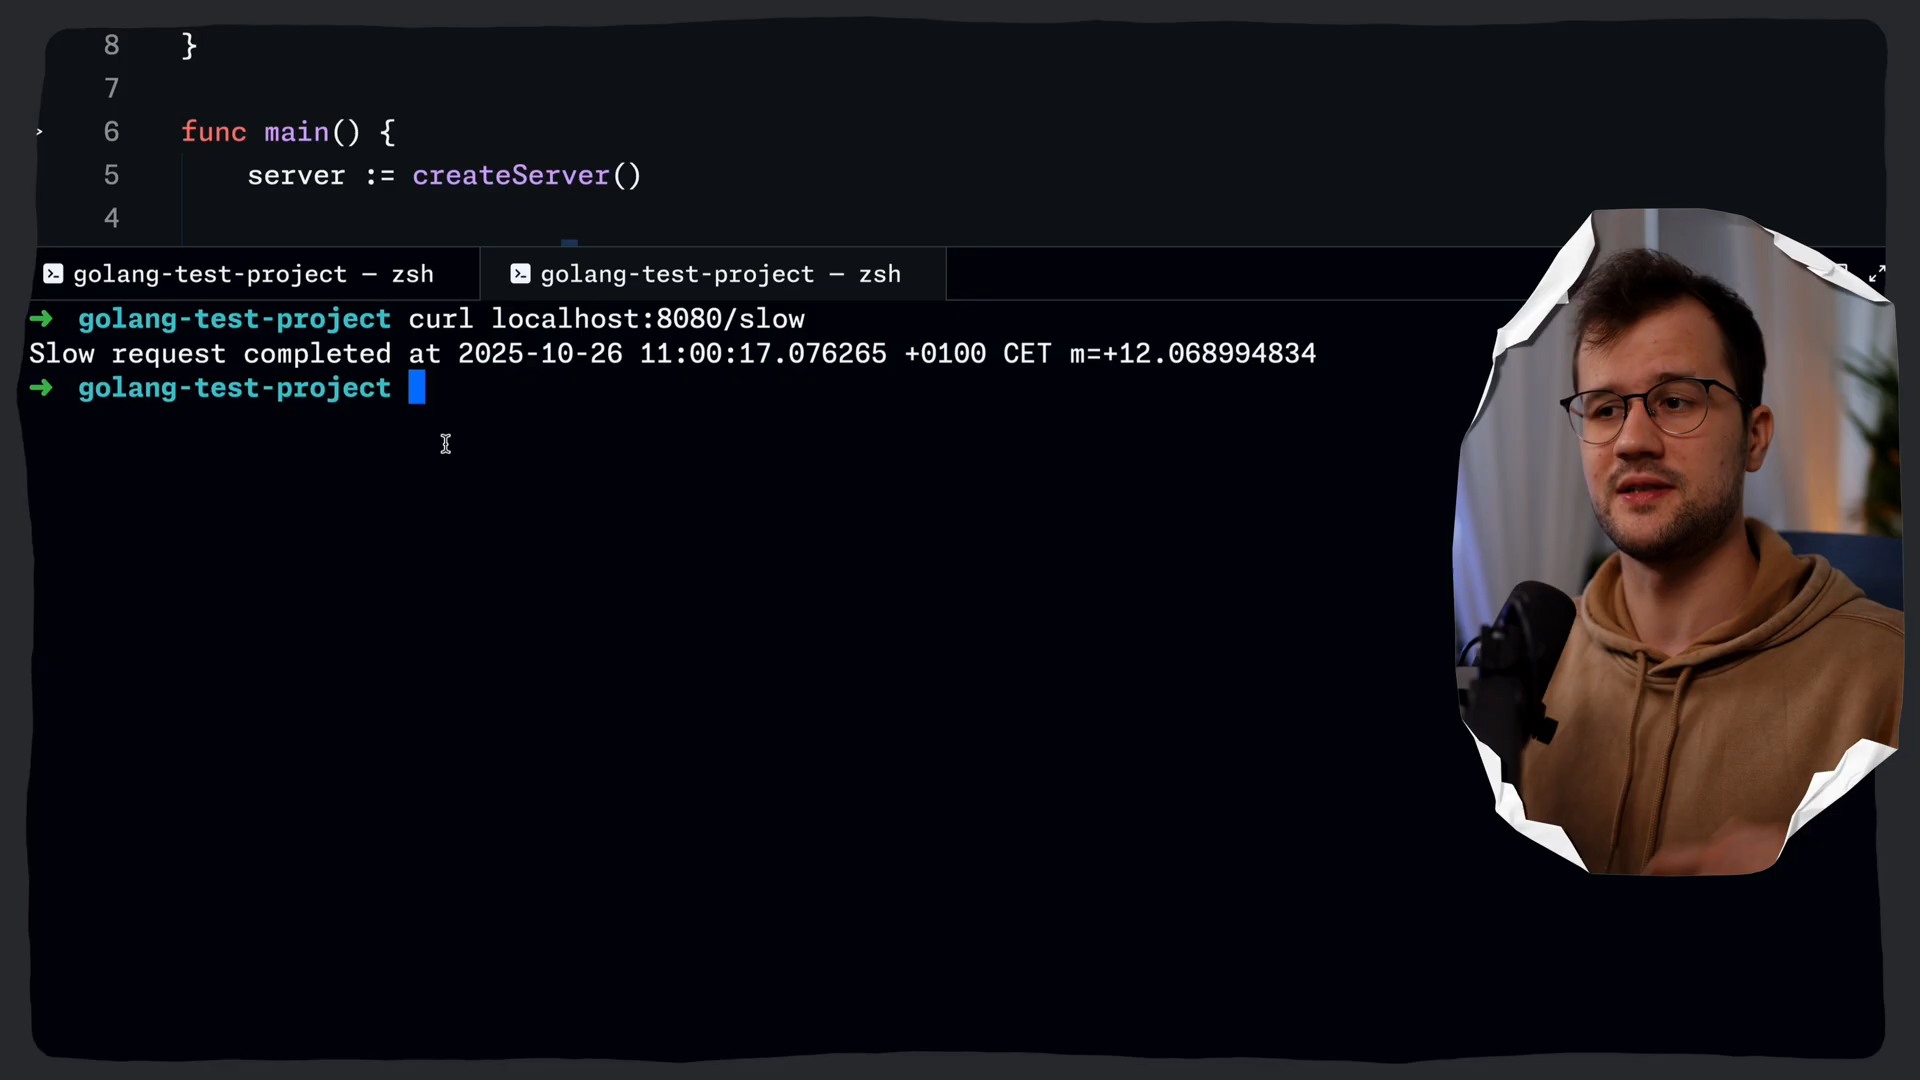 8 }
7
> 6 func main() {
5 server := createServer()
4
golang-test-project — zsh golang-test-project — zsh
➜ golang-test-project curl localhost:8080/slow
Slow request completed at 2025-10-26 11:00:17.076265 +0100 CET m=+12.068994834
➜ golang-test-project